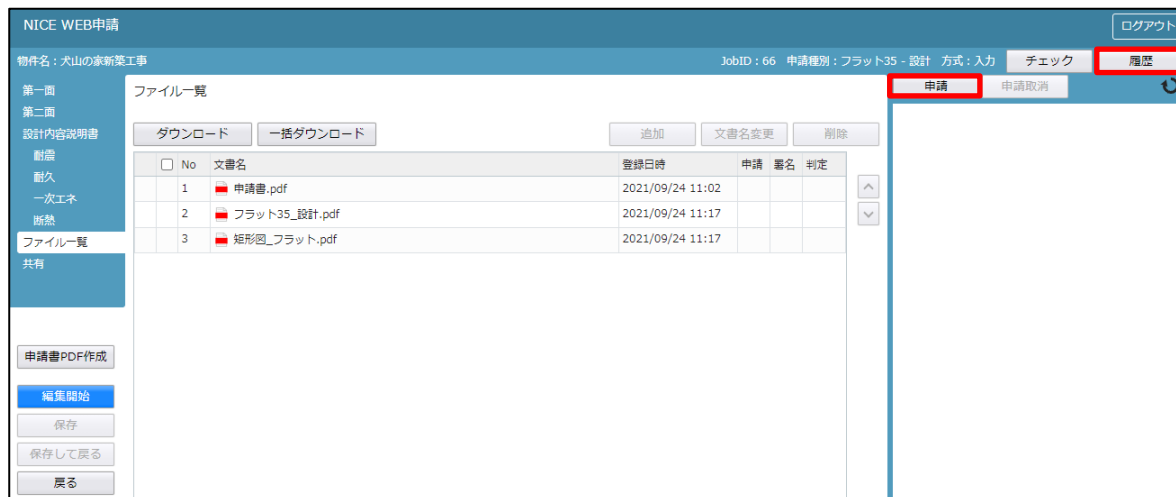 NICE WEB申請
ログアウト
物件名：犬山の家新築工事
JobID：66 申請種別：フラット35 - 設計 方式：入力
チェック
履歴
第一面
第二面
設計内容説明書
耐震
耐久
一次エネ
断熱
ファイル一覧
共有
申請書PDF作成
編集開始
保存
保存して戻る
戻る
ファイル一覧
ダウンロード
一括ダウンロード
追加
文書名変更
削除
No 文書名 登録日時 申請 署名 判定
1 申請書.pdf 2021/09/24 11:02
2 フラット35_設計.pdf 2021/09/24 11:17
3 矩形図_フラット.pdf 2021/09/24 11:17
申請
申請取消